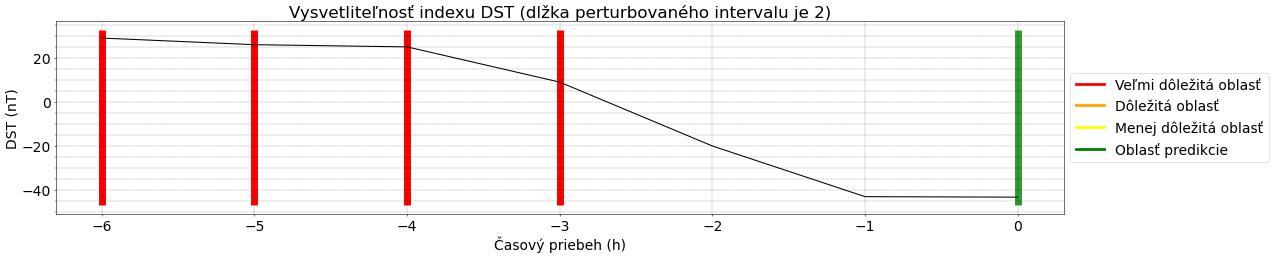 Vysvetliteľnosť indexu DST (dĺžka perturbovaného intervalu je 2)
DST (nT)
20
0
−20
−40
−6 −5 −4 −3 −2 −1 0
Časový priebeh (h)
Veľmi dôležitá oblasť
Dôležitá oblasť
Menej dôležitá oblasť
Oblasť predikcie